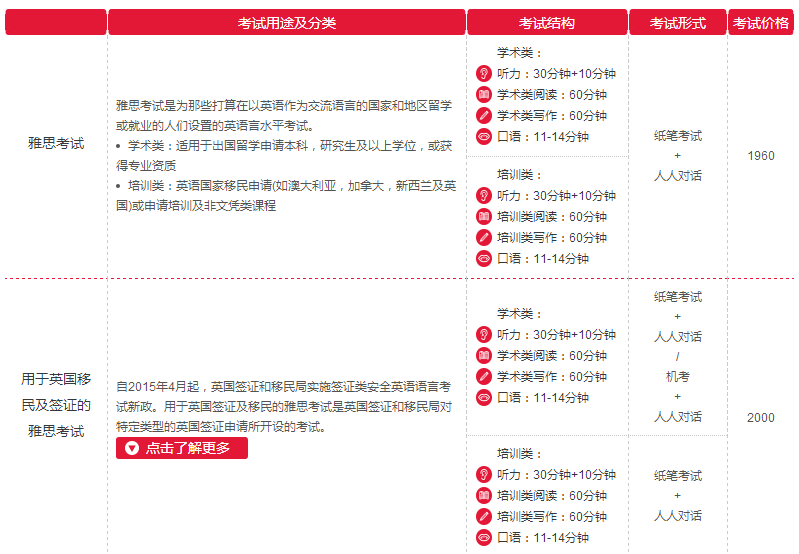 考试用途及分类
考试结构
考试形式
考试价格
雅思考试
雅思考试是为那些打算在以英语作为交流语言的国家和地区留学
或就业的人们设置的英语言水平考试。
• 学术类：适用于出国留学申请本科，研究生及以上学位，或获
得专业资质
• 培训类：英语国家移民申请(如澳大利亚，加拿大，新西兰及英
国)或申请培训及非文凭类课程
学术类：
听力：30分钟+10分钟
学术类阅读：60分钟
学术类写作：60分钟
口语：11-14分钟
培训类：
听力：30分钟+10分钟
培训类阅读：60分钟
培训类写作：60分钟
口语：11-14分钟
纸笔考试
+
人人对话
1960
用于英国移
民及签证的
雅思考试
自2015年4月起，英国签证和移民局实施签证类安全英语语言考
试新政。用于英国签证及移民的雅思考试是英国签证和移民局对
特定类型的英国签证申请所开设的考试。
点击了解更多
学术类：
听力：30分钟+10分钟
学术类阅读：60分钟
学术类写作：60分钟
口语：11-14分钟
纸笔考试
+
人人对话
/
机考
+
人人对话
培训类：
听力：30分钟+10分钟
培训类阅读：60分钟
培训类写作：60分钟
口语：11-14分钟
纸笔考试
+
人人对话
2000